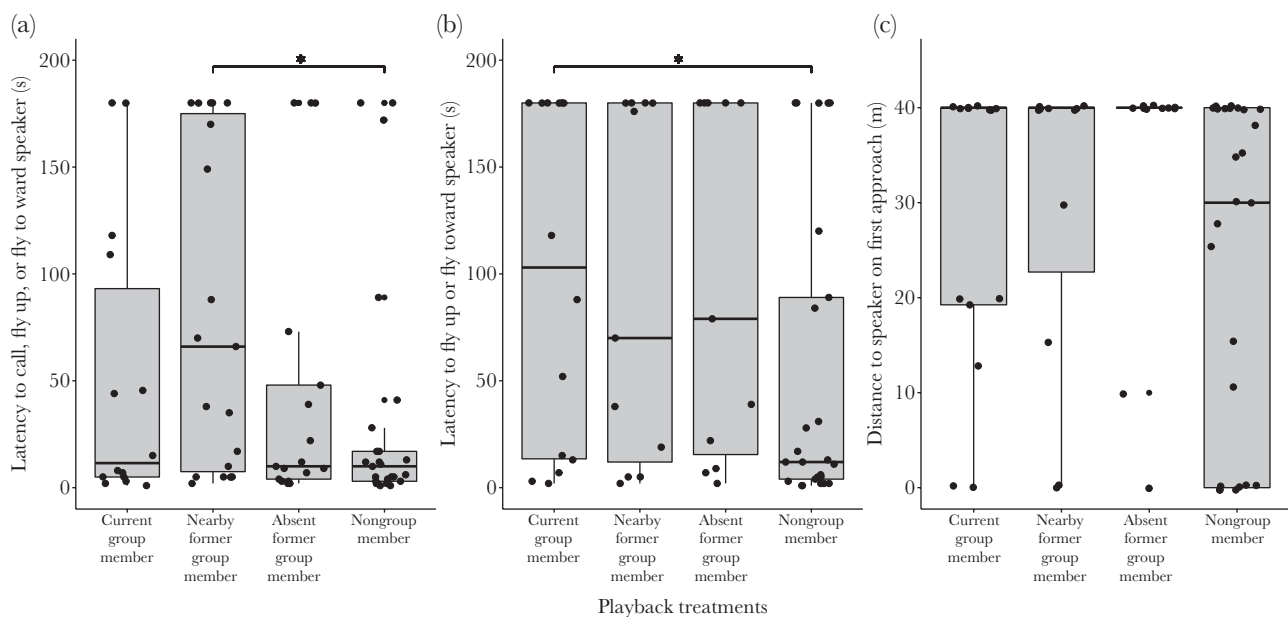 (a)
Latency to call, fly up, or fly to ward speaker (s)
200
150
100
50
0
*
Current
group
member
Nearby
former
group
member
Absent
former
group
member
Nongroup
member
(b)
Latency to fly up or fly toward speaker (s)
200
150
100
50
0
*
Current
group
member
Nearby
former
group
member
Absent
former
group
member
Nongroup
member
(c)
Distance to speaker on first approach (m)
40
30
20
10
0
Current
group
member
Nearby
former
group
member
Absent
former
group
member
Nongroup
member
Playback treatments